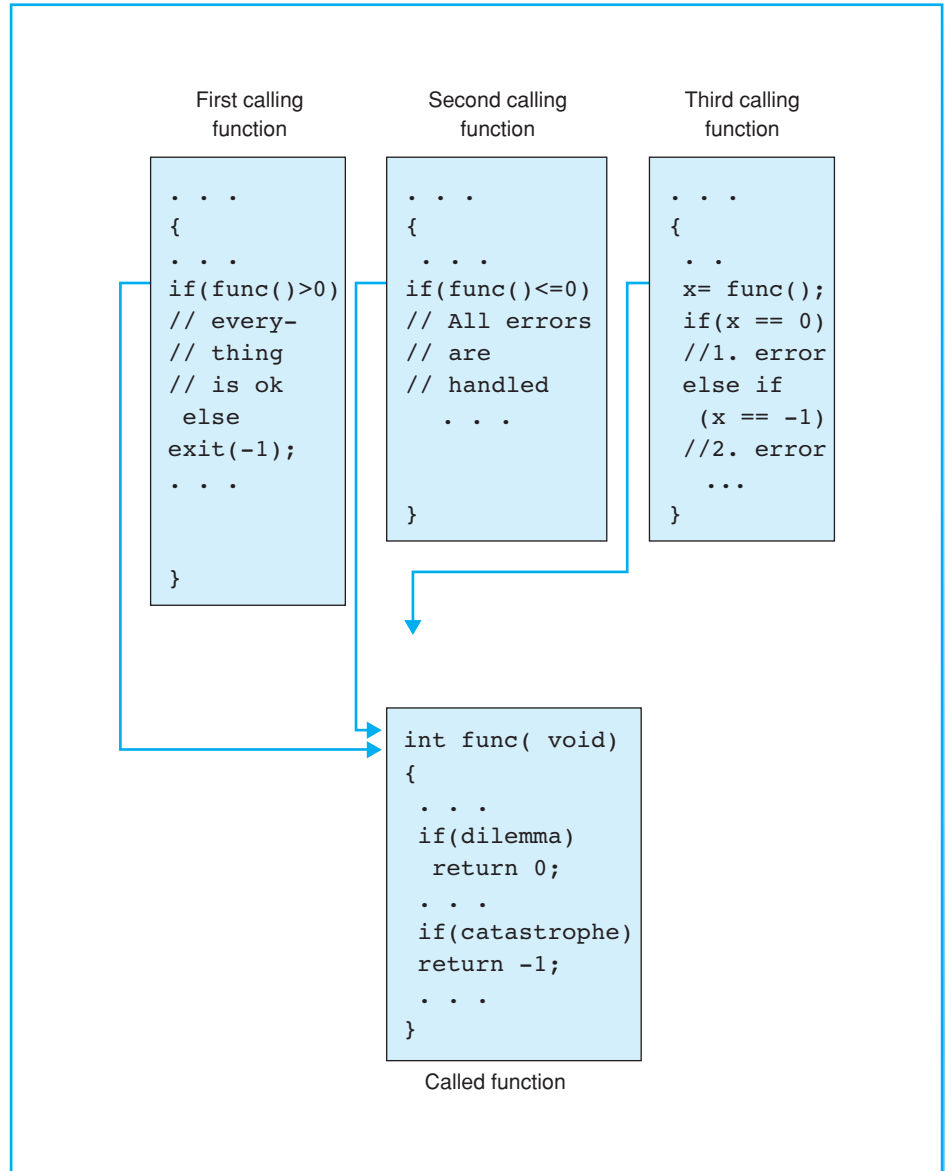 First calling
function
. . .
{
. . .
if(func()>0)
// every-
// thing
// is ok
else
exit(-1);
. . .
}
Second calling
function
. . .
{
. . .
if(func()<=0)
// All errors
// are
// handled
. . .
}
Third calling
function
. . .
{
. .
x= func();
if(x == 0)
//1. error
else if
(x == -1)
//2. error
...
}
int func( void)
{
. . .
if(dilemma)
return 0;
. . .
if(catastrophe)
return -1;
. . .
}
Called function